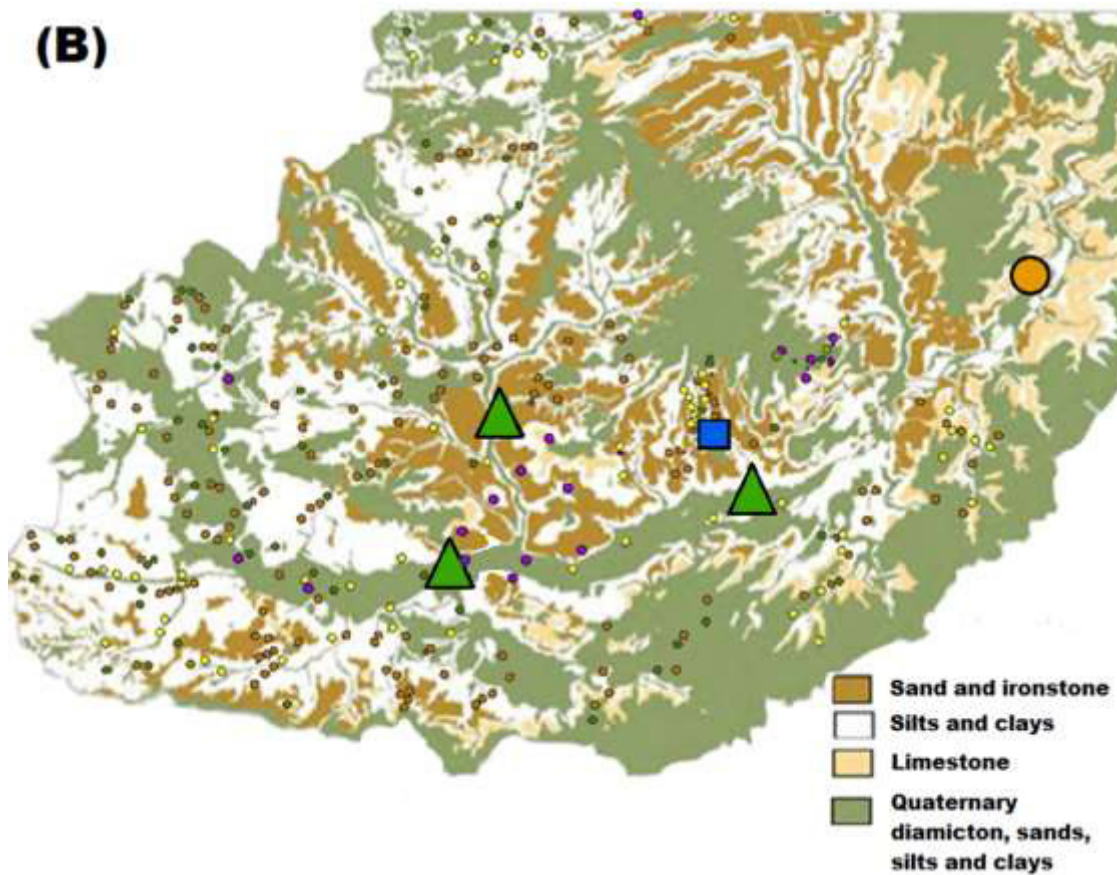 (B)
Sand and ironstone
Silts and clays
Limestone
Quaternary
diamicton, sands,
silts and clays